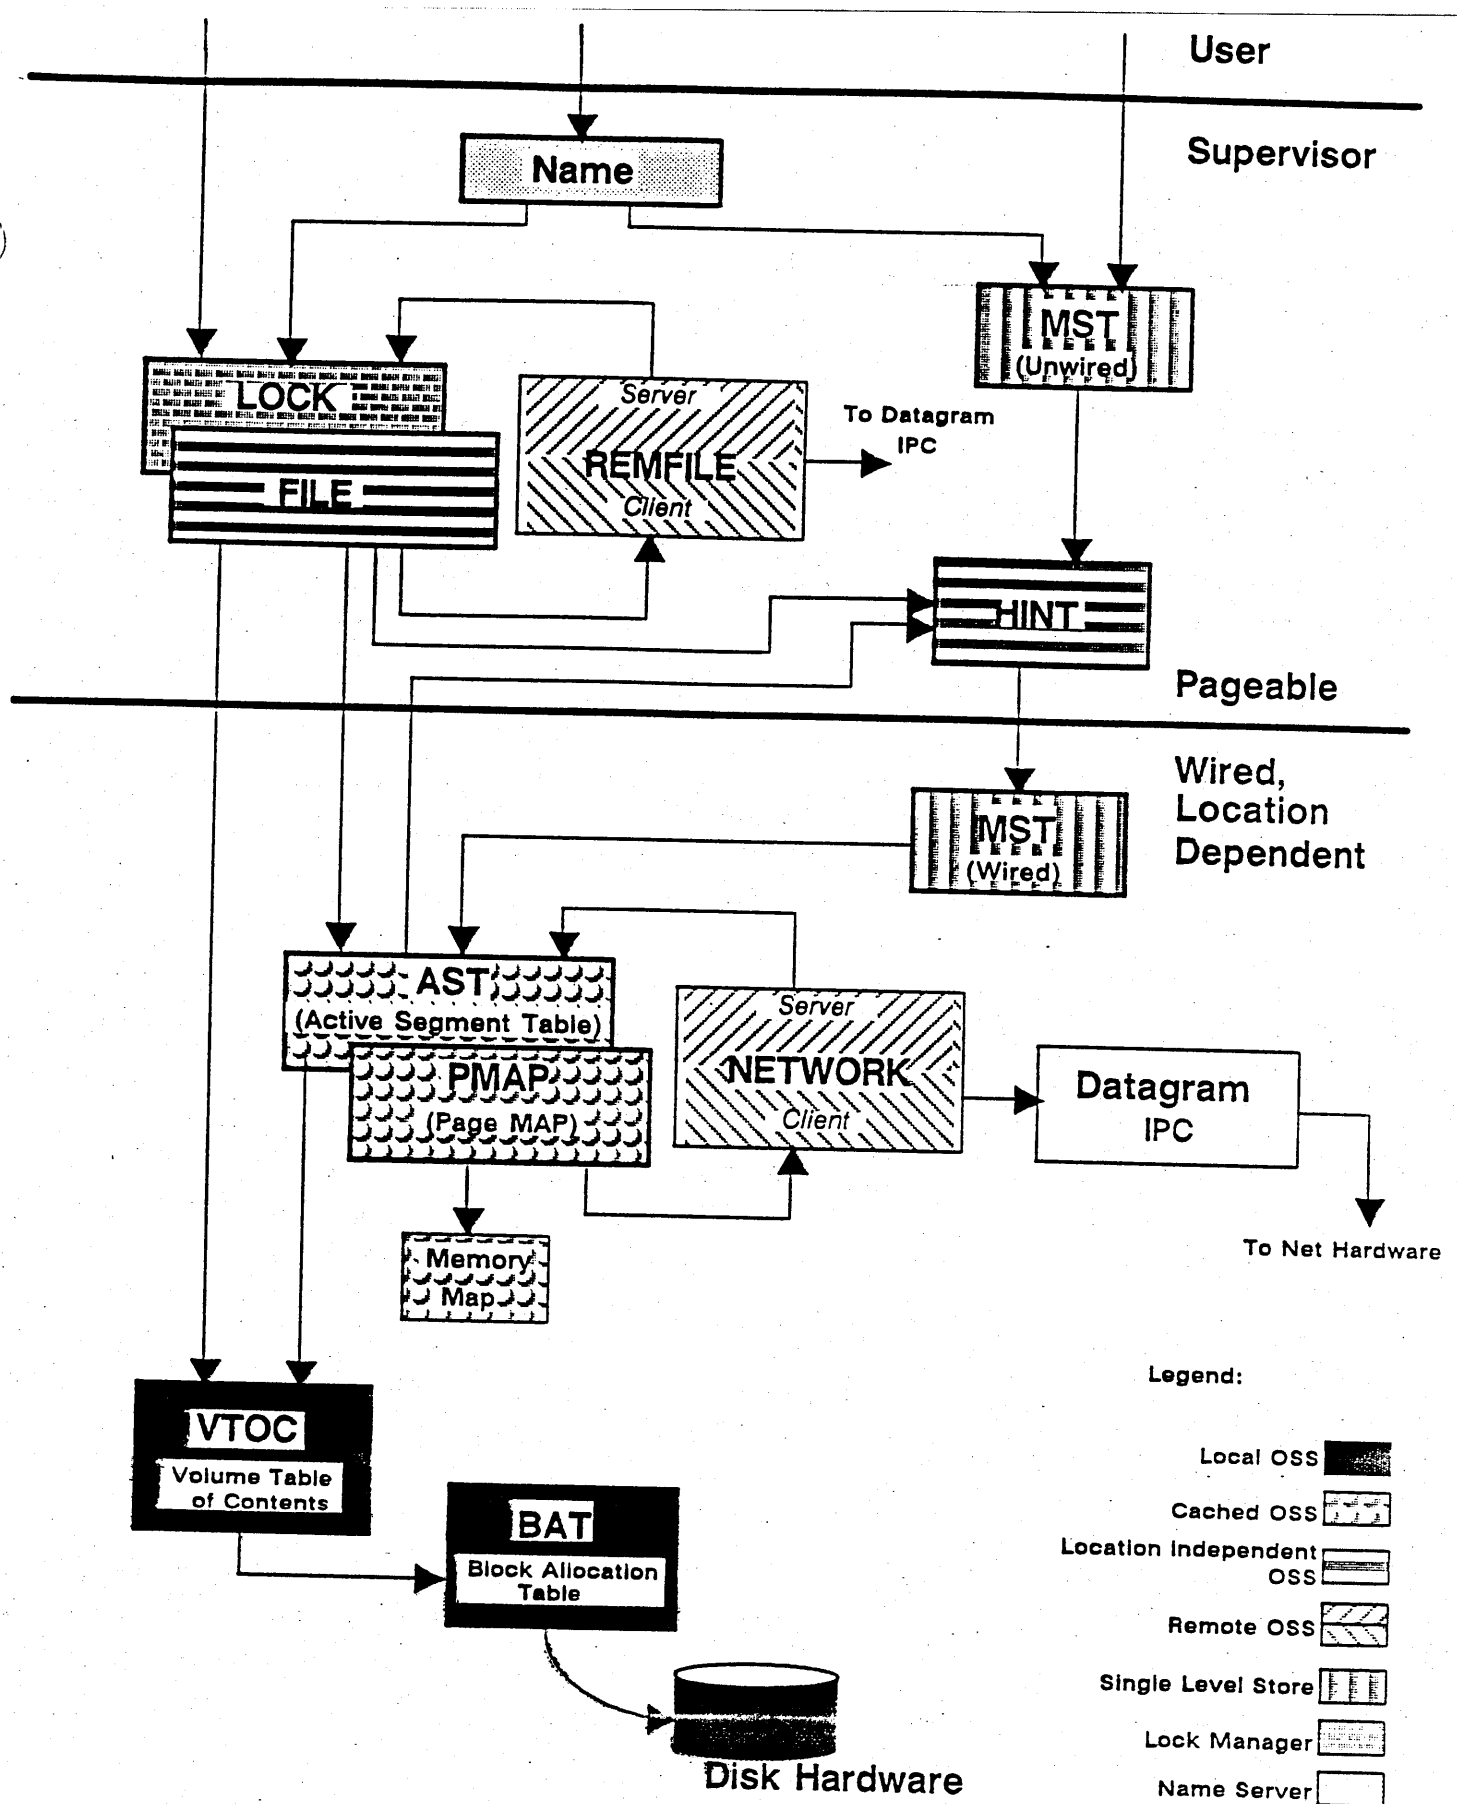 User
Supervisor
Name
MST
(Unwired)
LOCK
Server
To Datagram
IPC
REMFILE
FILE
Client
HINT
Pageable
Wired,
Location
Dependent
MST
(Wired)
AST
(Active Segment Table)
Server
PMAP
(Page MAP)
NETWORK
Client
Datagram
IPC
Memory
Map
To Net Hardware
Legend:
VTOC
Volume Table
of Contents
Local OSS
BAT
Block Allocation
Table
Cached OSS
Location Independent
OSS
Remote OSS
Single Level Store
Lock Manager
Disk Hardware
Name Server